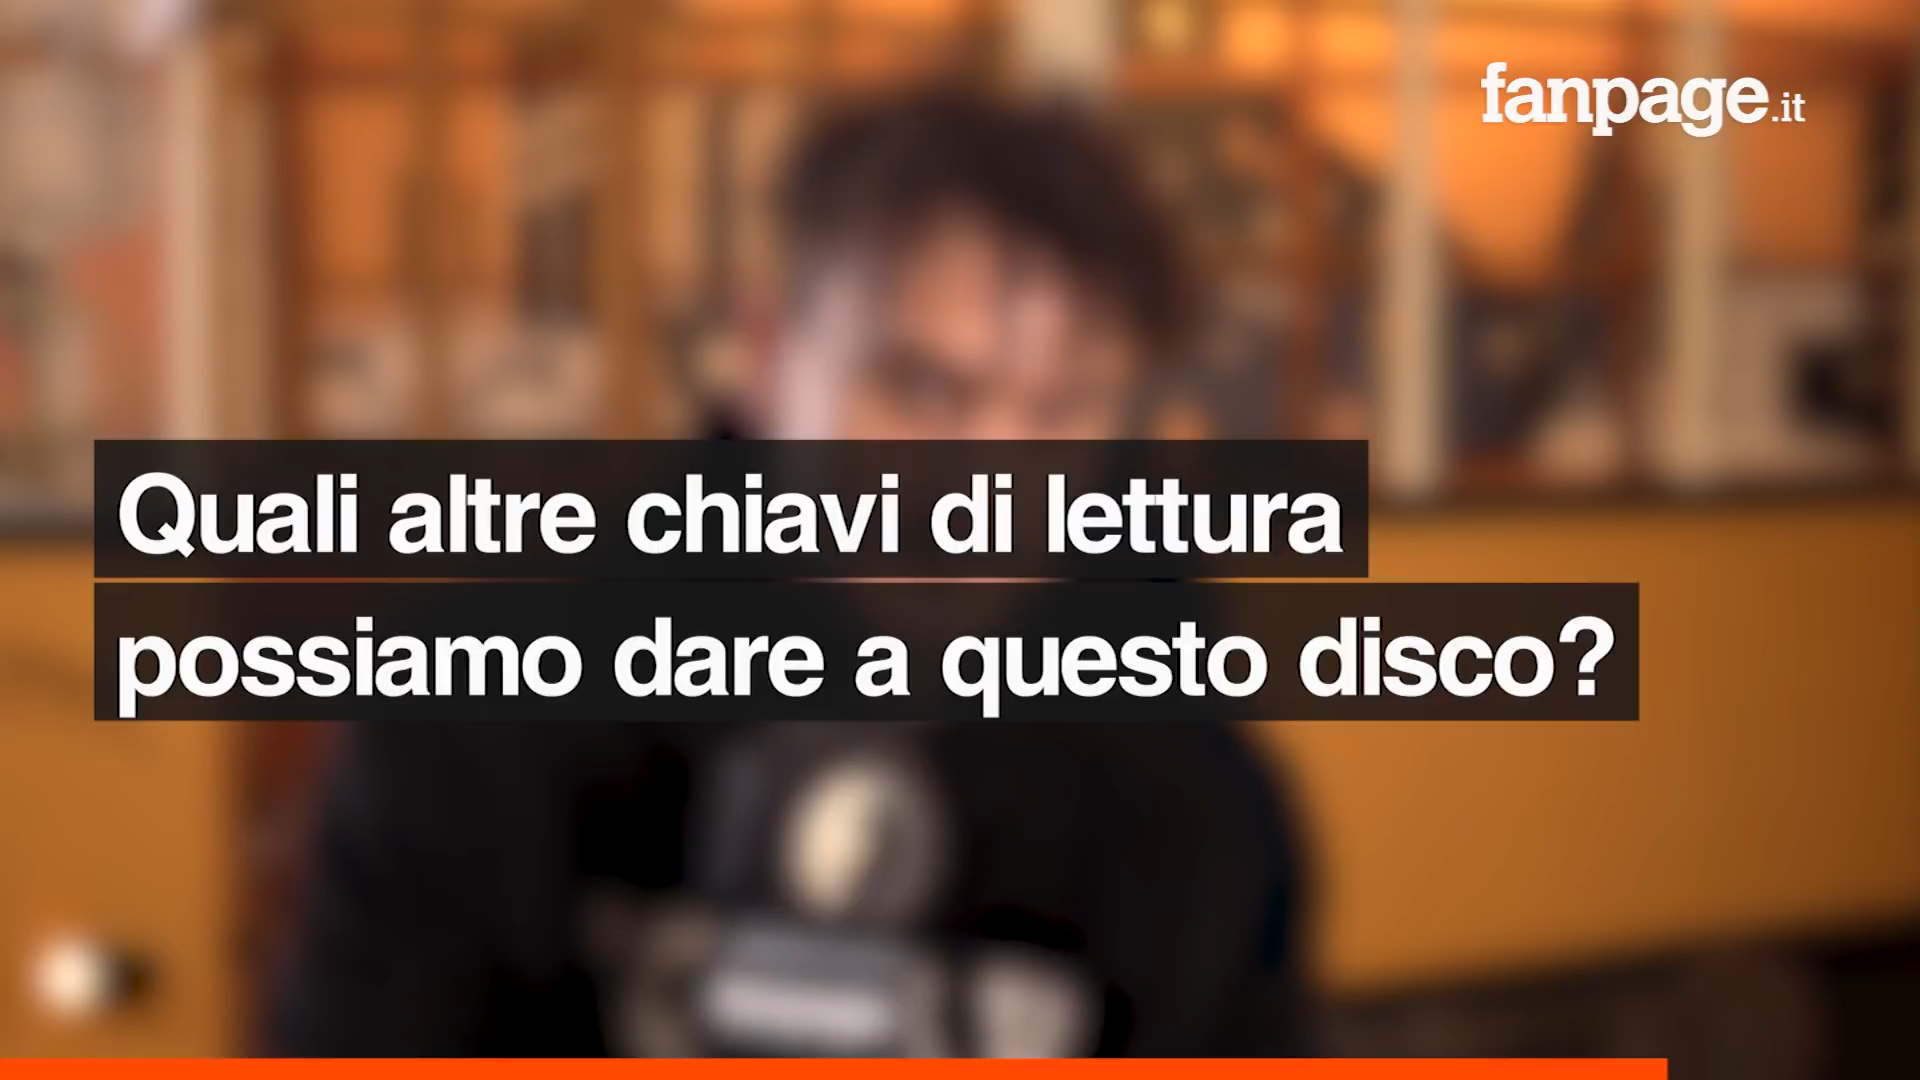 fanpage.it
Quali altre chiavi di lettura
possiamo dare a questo disco?